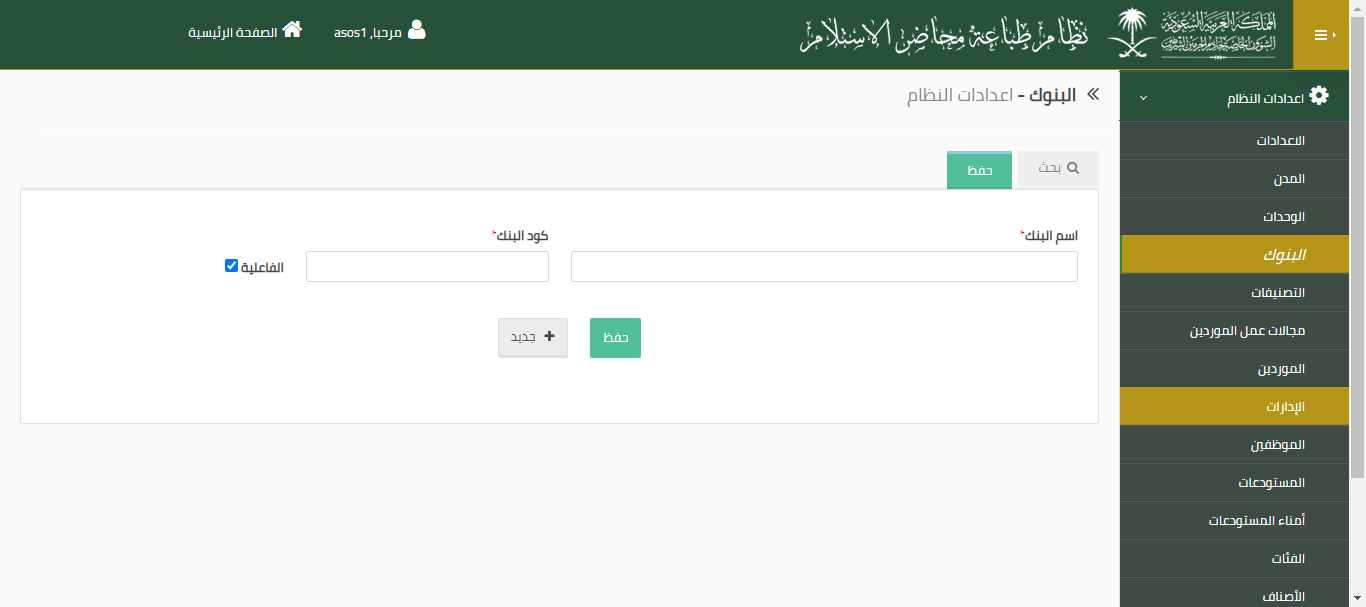 المملكة العربية السعودية
الشؤون الخاصة لخادم الحرمين الشريفين
نظام طباعة محاضر الاستلام
مرحبا, asos1
الصفحة الرئيسية
اعدادات النظام
الاعدادات
المدن
الوحدات
البنوك
التصنيفات
مجالات عمل الموردين
الموردين
الإدارات
الموظفين
المستودعات
أمناء المستودعات
الفئات
الأصناف
البنوك - اعدادات النظام
بحث
حفظ
اسم البنك*
كود البنك*
الفاعلية
حفظ
جديد